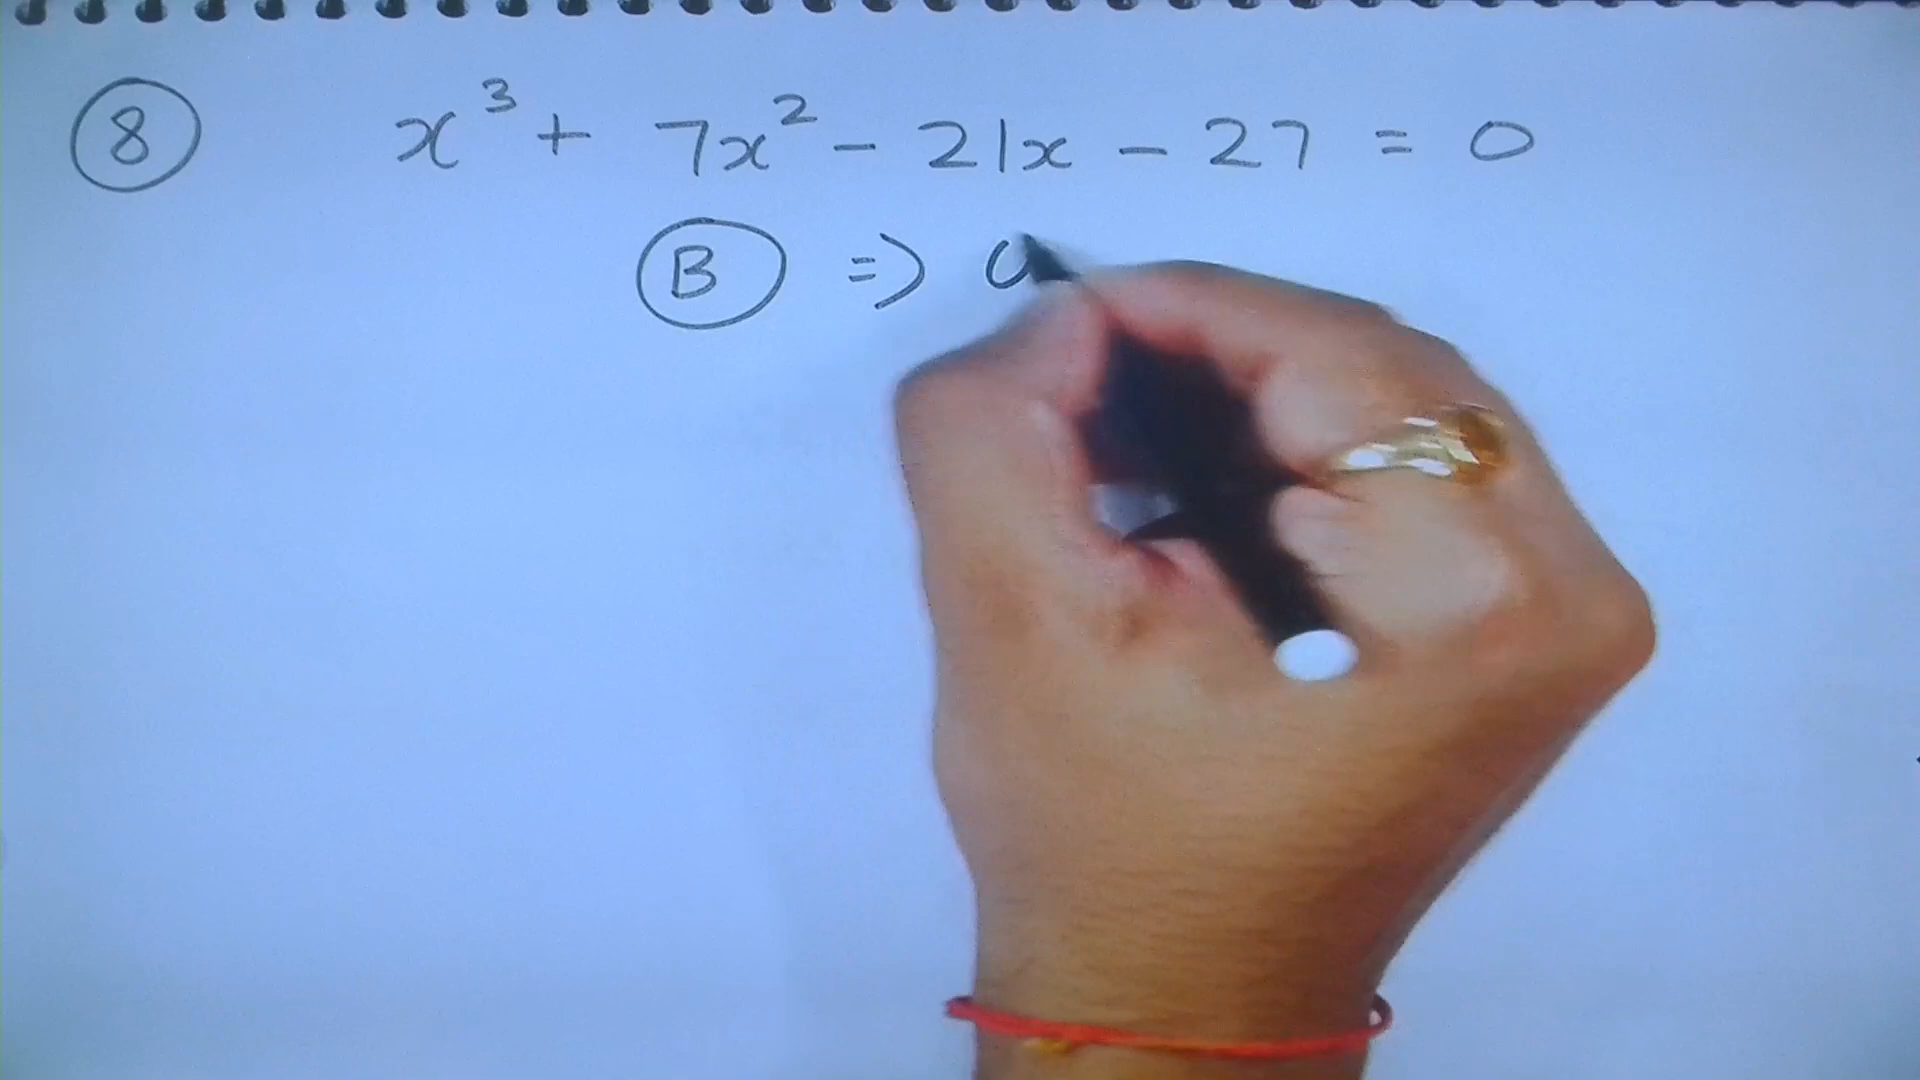 8 x³ + 7x² - 21x - 27 = 0
B =>